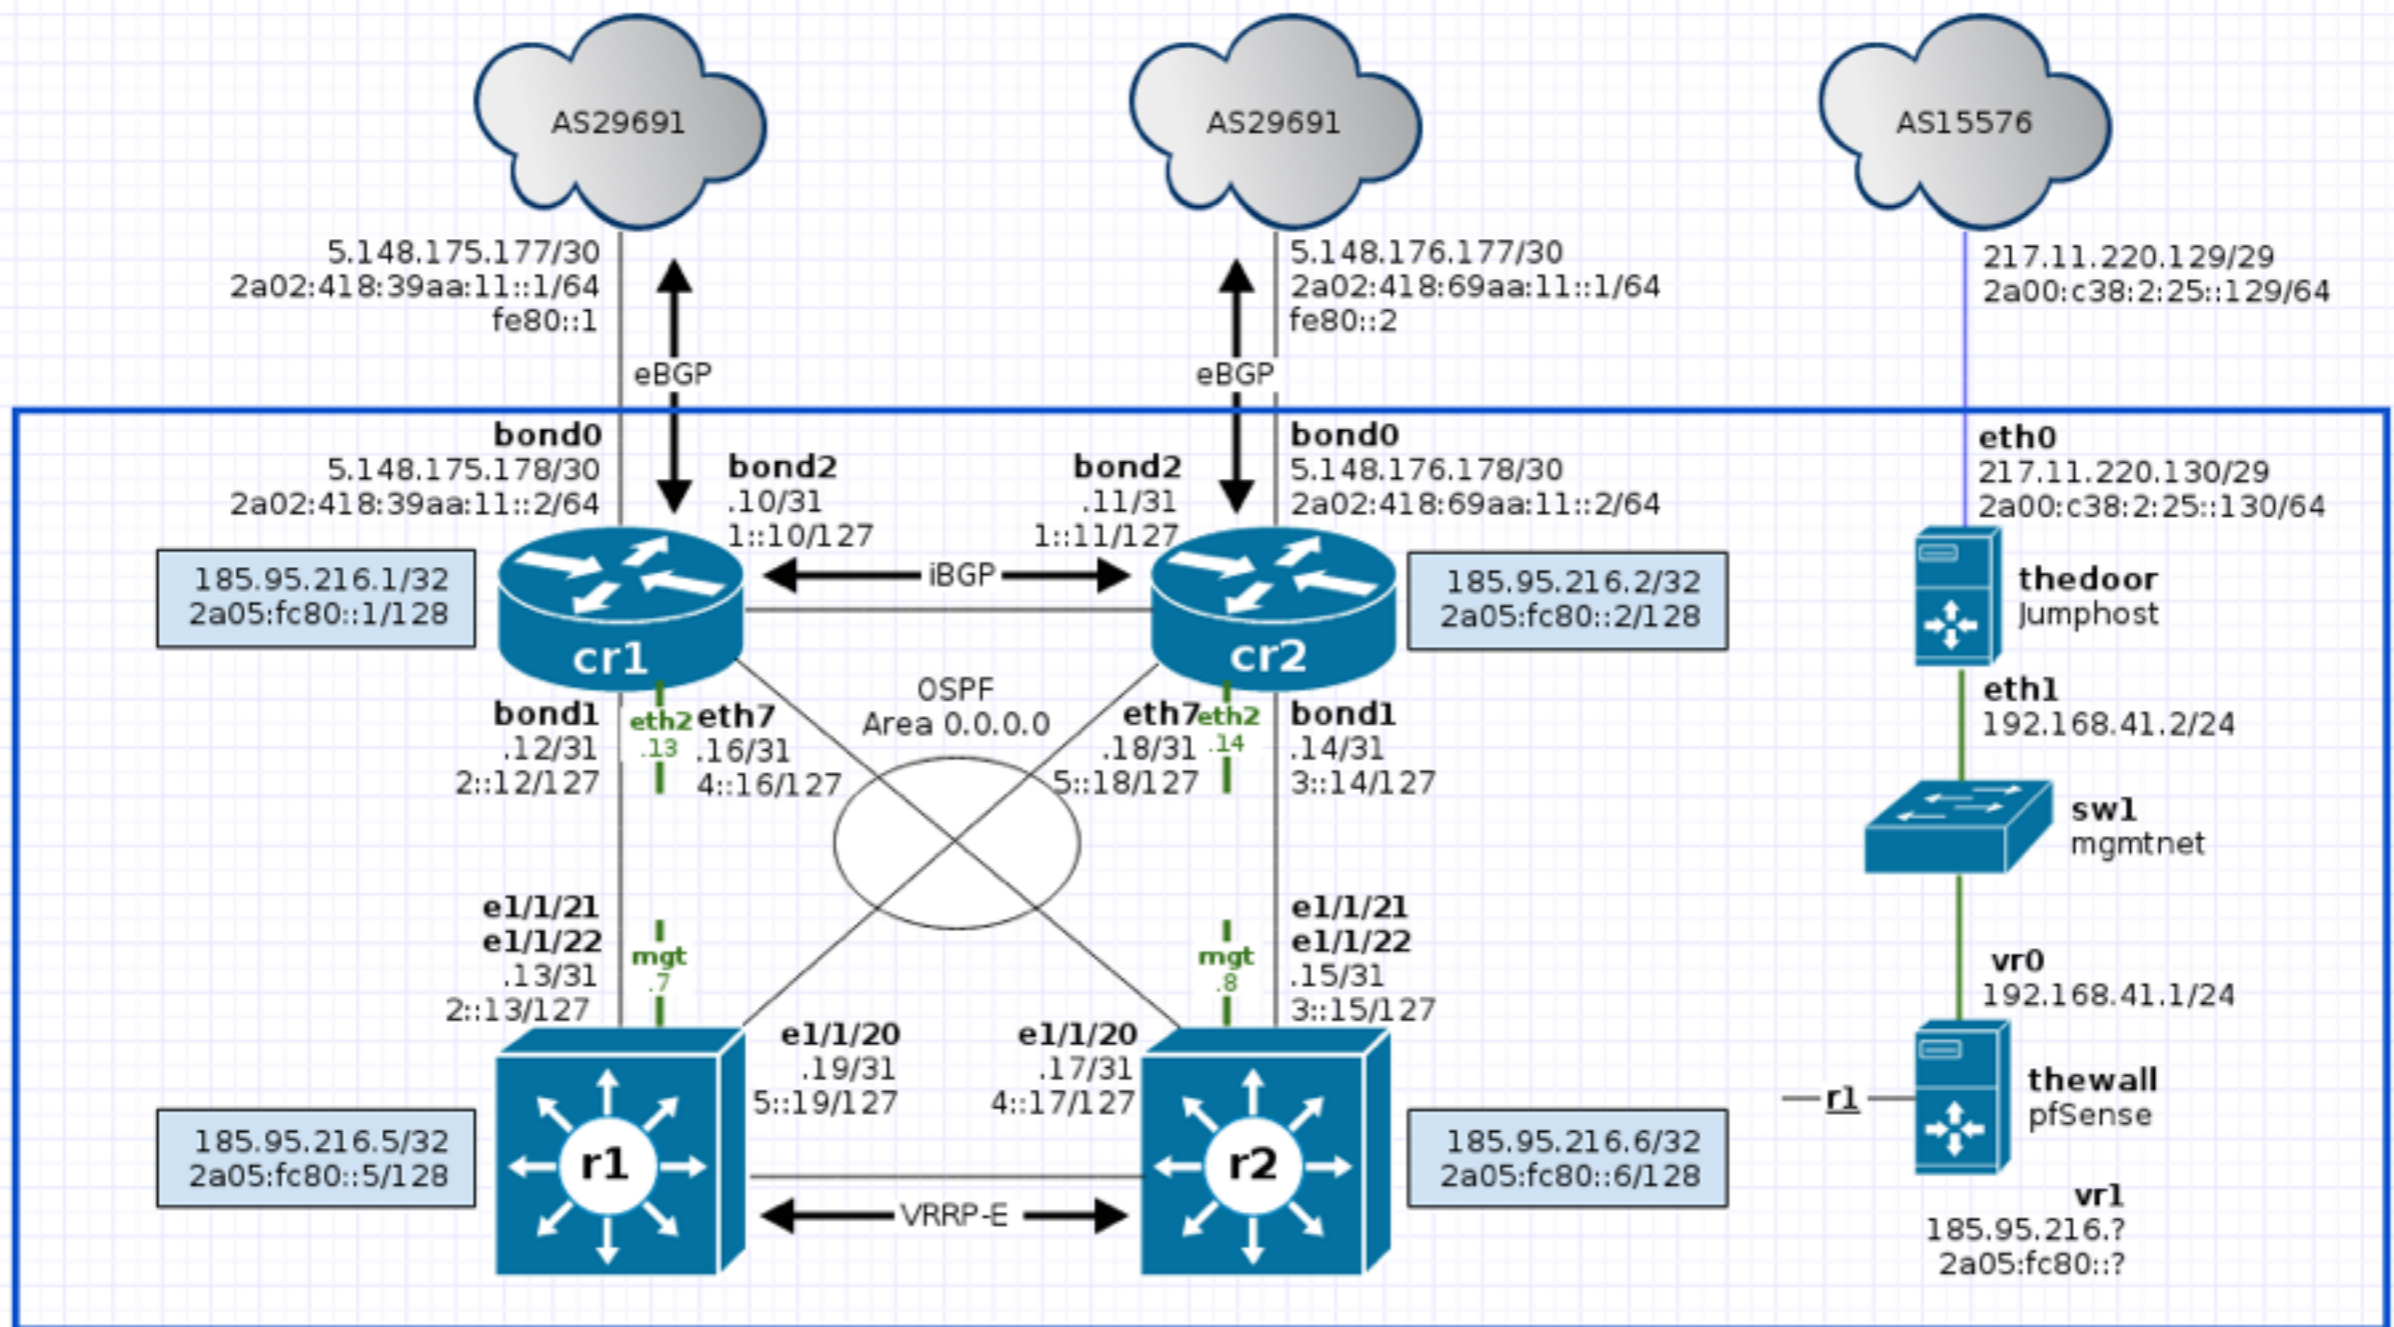 AS29691
AS29691
AS15576
5.148.175.177/30
2a02:418:39aa:11::1/64
fe80::1
5.148.176.177/30
2a02:418:69aa:11::1/64
fe80::2
217.11.220.129/29
2a00:c38:2:25::129/64
eBGP
eBGP
bond0
5.148.175.178/30
2a02:418:39aa:11::2/64
bond2
.10/31
1::10/127
bond2
.11/31
1::11/127
bond0
5.148.176.178/30
2a02:418:69aa:11::2/64
eth0
217.11.220.130/29
2a00:c38:2:25::130/64
185.95.216.1/32
2a05:fc80::1/128
iBGP
185.95.216.2/32
2a05:fc80::2/128
thedoor
Jumphost
cr1
cr2
OSPF
Area 0.0.0.0
bond1
.12/31
2::12/127
eth2
.13
eth7
.16/31
4::16/127
eth7
.18/31
5::18/127
eth2
.14
bond1
.14/31
3::14/127
eth1
192.168.41.2/24
sw1
mgmtnet
e1/1/21
e1/1/22
.13/31
2::13/127
mgt
.7
mgt
.8
e1/1/21
e1/1/22
.15/31
3::15/127
vr0
192.168.41.1/24
e1/1/20
.19/31
5::19/127
e1/1/20
.17/31
4::17/127
r1
thewall
pfSense
185.95.216.5/32
2a05:fc80::5/128
r1
r2
185.95.216.6/32
2a05:fc80::6/128
VRRP-E
vr1
185.95.216.?
2a05:fc80::?